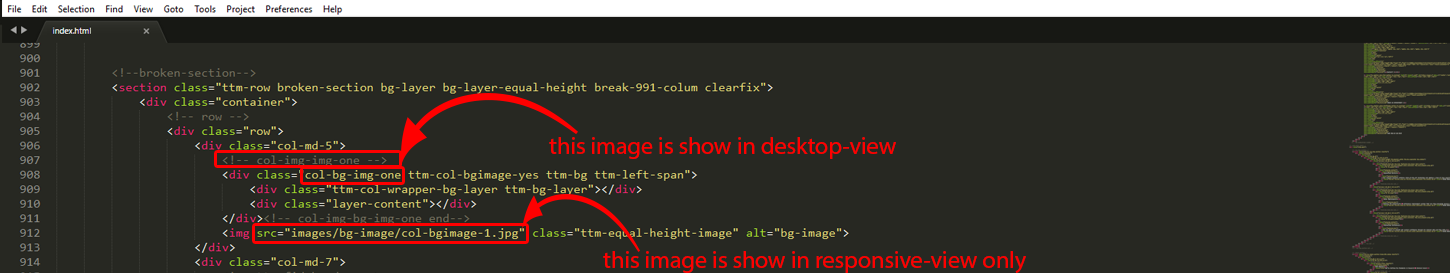 File Edit Selection Find View Goto Tools Project Preferences Help
index.html
899
900
901 <!--broken-section-->
902 <section class="ttm-row broken-section bg-layer bg-layer-equal-height break-991-colum clearfix">
903 <div class="container">
904 <!-- row -->
905 <div class="row">
906 <div class="col-md-5">
this image is show in desktop-view
907 <!-- col-img-img-one -->
908 <div class="col-bg-img-one ttm-col-bgimage-yes ttm-bg ttm-left-span">
909 <div class="ttm-col-wrapper-bg-layer ttm-bg-layer"></div>
910 <div class="layer-content"></div>
911 </div><!-- col-img-bg-img-one end-->
912 <img src="images/bg-image/col-bgimage-1.jpg" class="ttm-equal-height-image" alt="bg-image">
913 </div>
914 <div class="col-md-7">
this image is show in responsive-view only